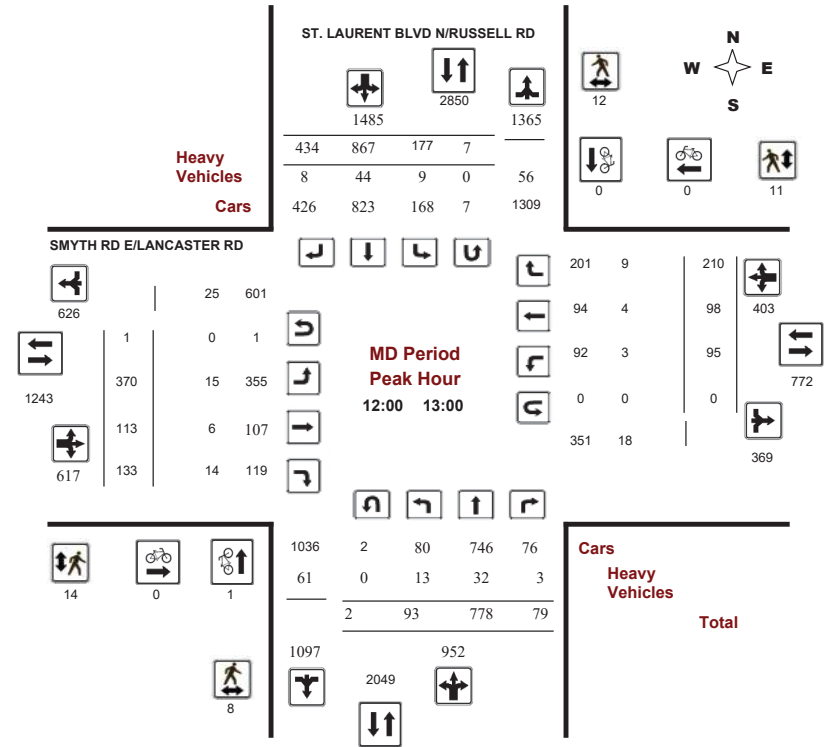 ST. LAURENT BLVD N/RUSSELL RD
N
W E
S
2850
12
1485 1365
434 867 177 7
Heavy
Vehicles
8 44 9 0 56
Cars
426 823 168 7 1309
0 0 11
SMYTH RD E/LANCASTER RD
626
25 601
201 9 210
403
1 0 1
94 4 98
1243
MD Period
Peak Hour
12:00 13:00
370 15 355
92 3 95
772
0 0 0
113 6 107
617
133 14 119
351 18
369
1036 2 80 746 76
Cars
61 0 13 32 3
Heavy
Vehicles
14 0 1
2 93 778 79
Total
1097 952
2049
8